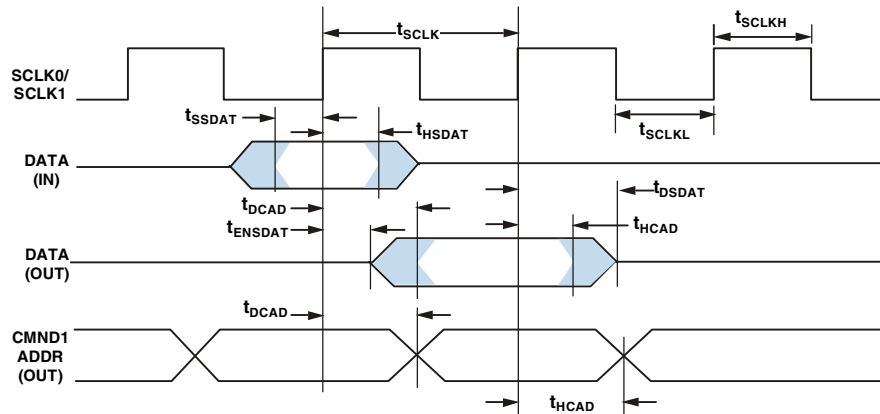 tSCLK
tSCLKH
SCLK0/
SCLK1
tSSDAT
tHSDAT
tSCLKL
DATA
(IN)
tDSDAT
tDCAD
tENSDAT
tHCAD
DATA
(OUT)
tDCAD
CMND1
ADDR
(OUT)
tHCAD